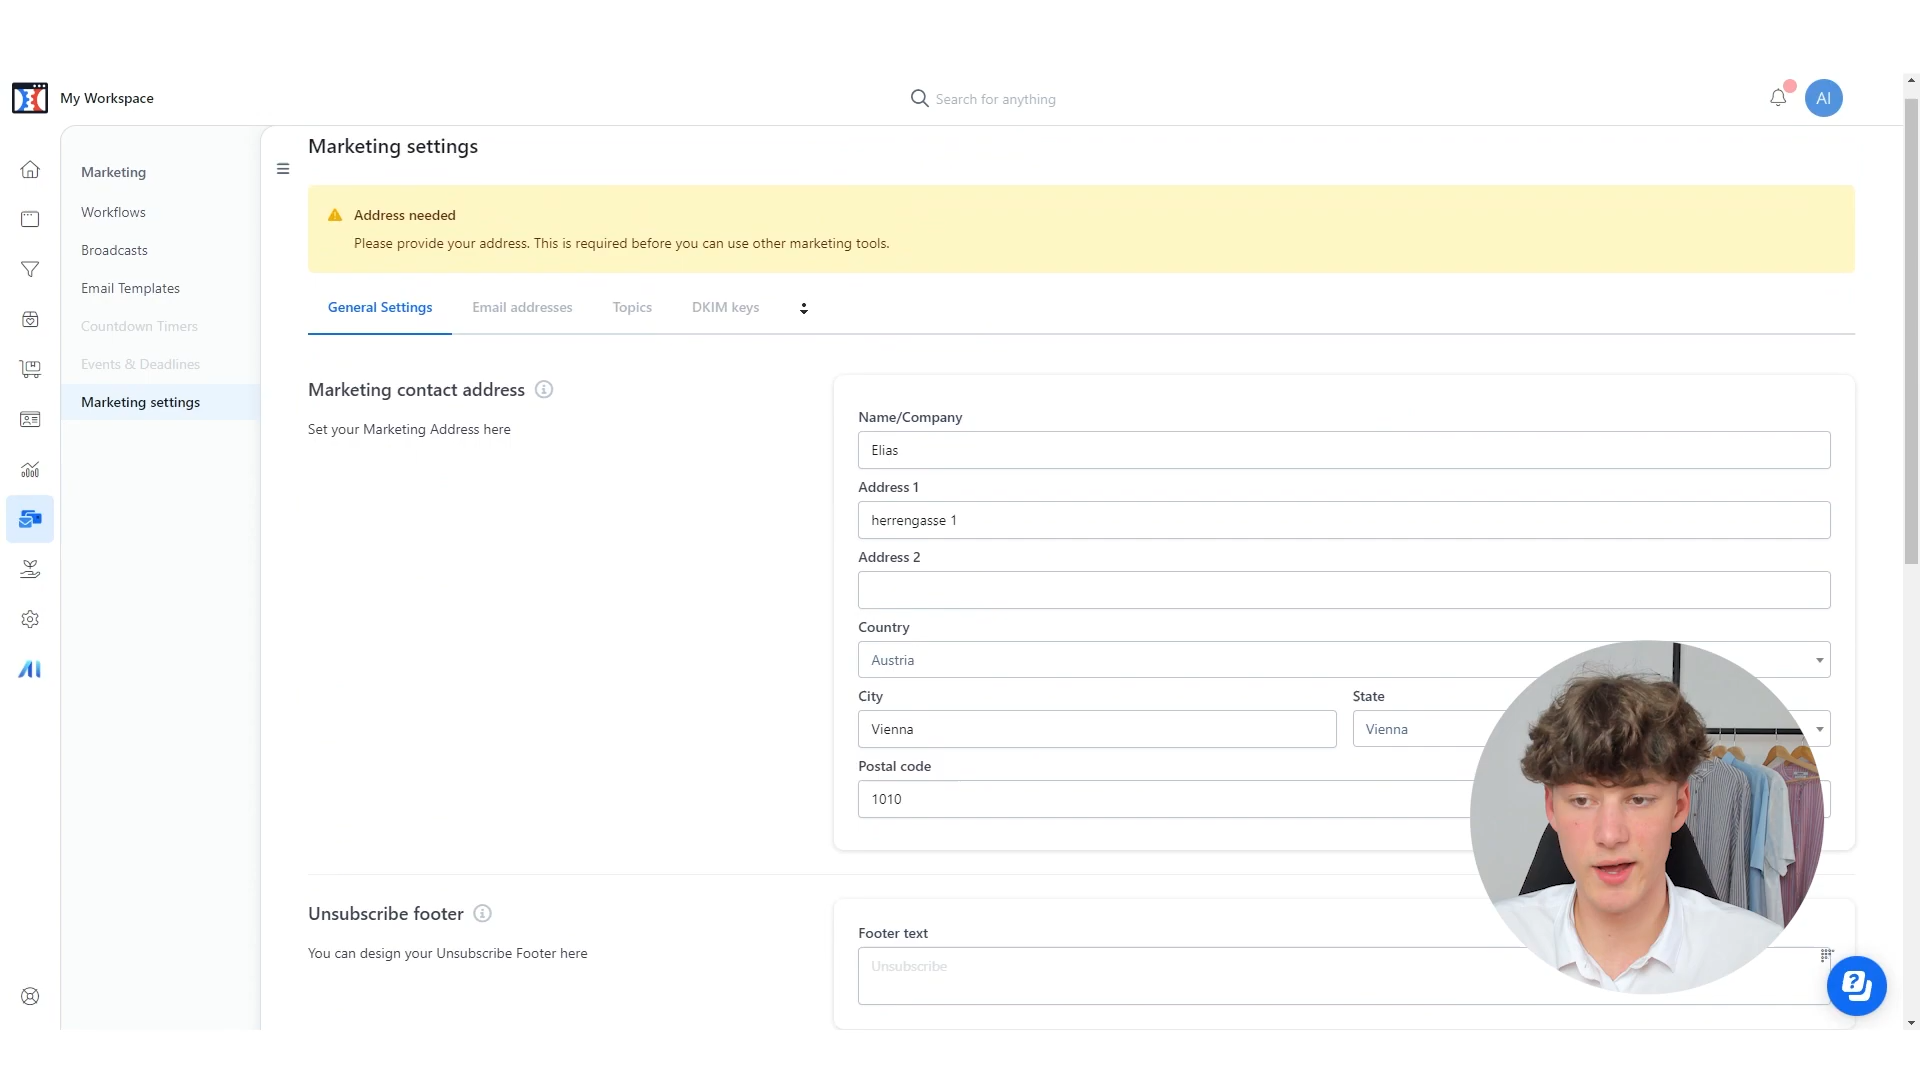 My Workspace
Search for anything
AI
Marketing
Workflows
Broadcasts
Email Templates
Countdown Timers
Events & Deadlines
Marketing settings
Marketing settings
Address needed
Please provide your address. This is required before you can use other marketing tools.
General Settings
Email addresses
Topics
DKIM keys
Marketing contact address
Set your Marketing Address here
Name/Company
Elias
Address 1
herrengasse 1
Address 2
Country
Austria
City
State
Vienna
Vienna
Postal code
1010
Unsubscribe footer
You can design your Unsubscribe Footer here
Footer text
Unsubscribe